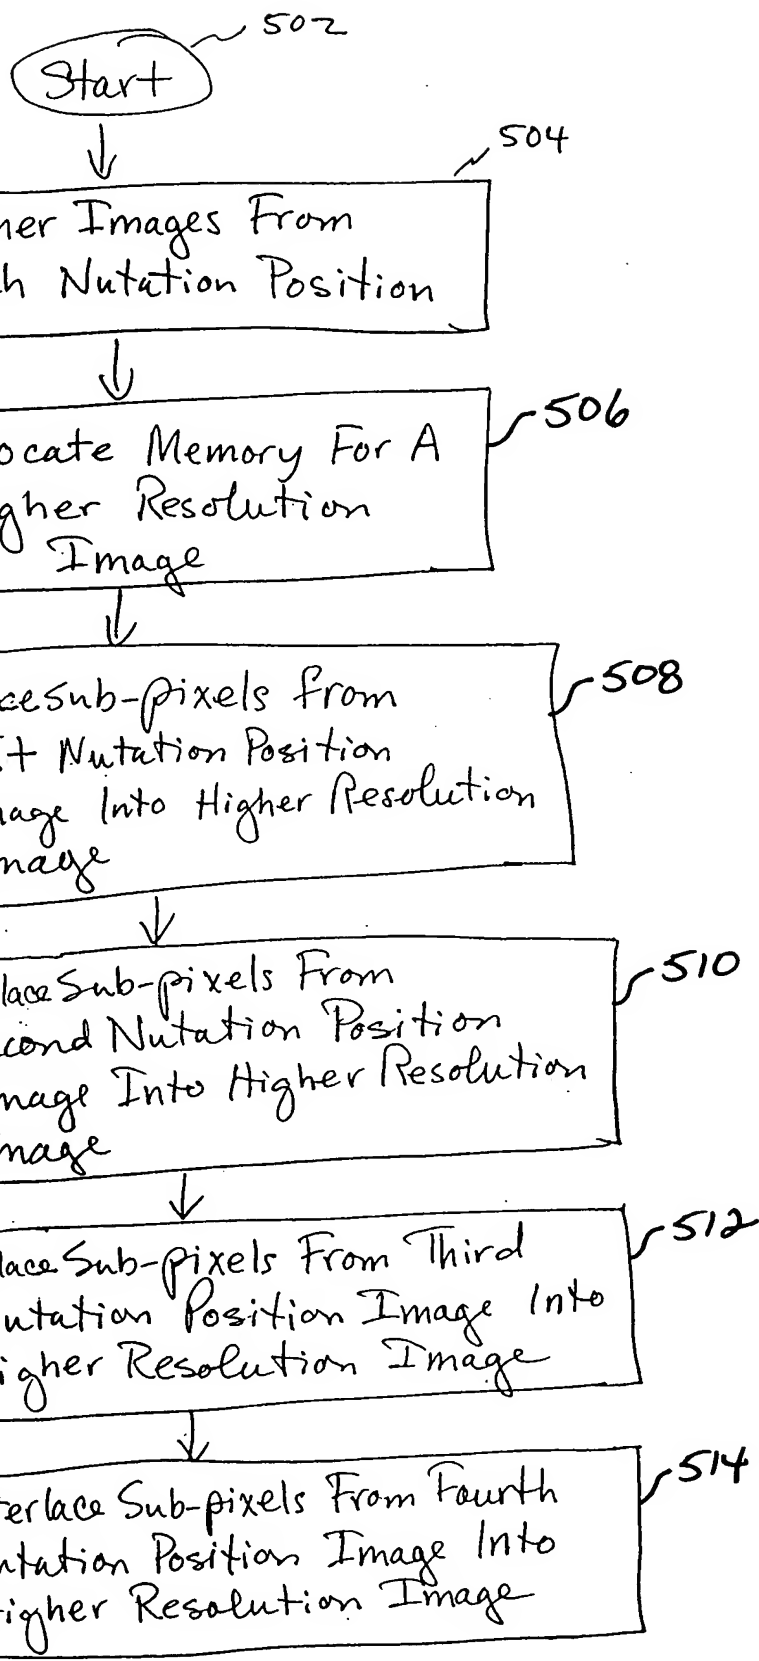 502
Start
504
ner Images From
h Nutation Position
506
ocate Memory For A
gher Resolution
Image
508
ce Sub-pixels from
t Nutation Position
age Into Higher Resolution
mage
510
lace Sub-pixels From
cond Nutation Position
mage Into Higher Resolution
mage
512
lace Sub-pixels From Third
utation Position Image Into
igher Resolution Image
514
erlace Sub-pixels From Fourth
utation Position Image Into
igher Resolution Image